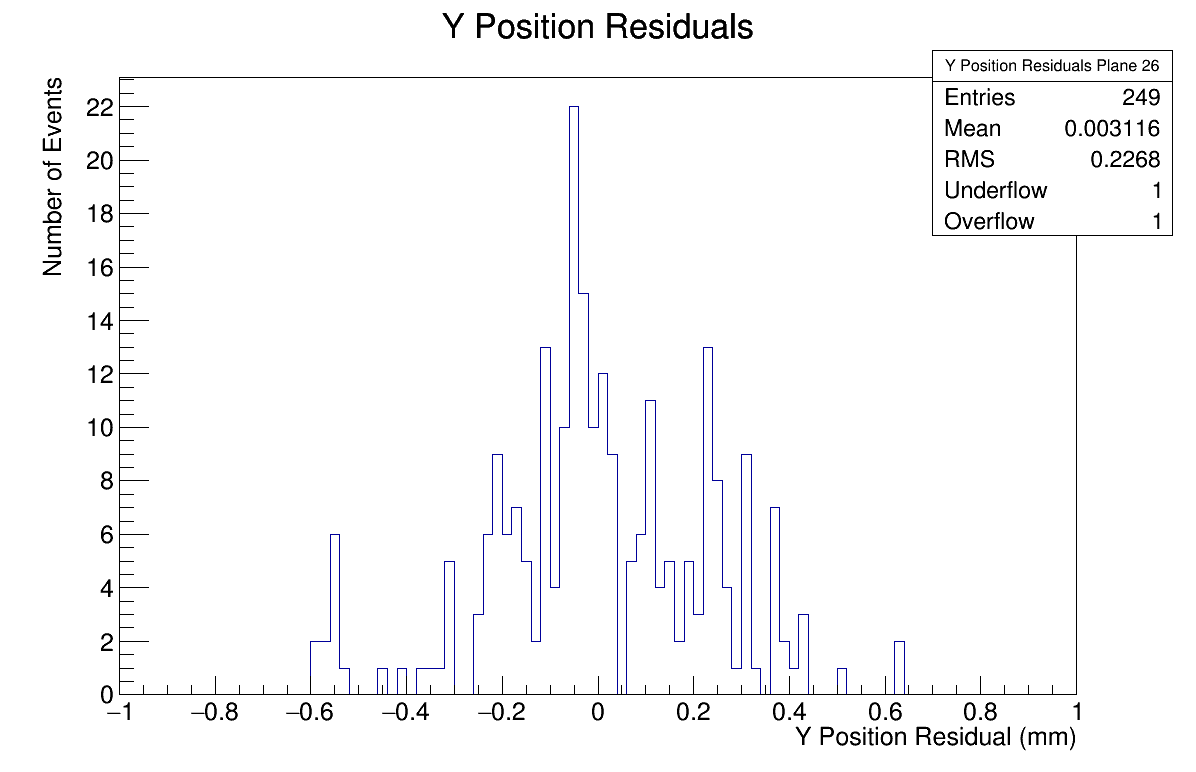 Y Position Residuals
Y Position Residuals Plane 26
Entries 249
Mean 0.003116
RMS 0.2268
Underflow 1
Overflow 1
Number of Events
22
20
18
16
14
12
10
8
6
4
2
0
−1 −0.8 −0.6 −0.4 −0.2 0 0.2 0.4 0.6 0.8 1
Y Position Residual (mm)